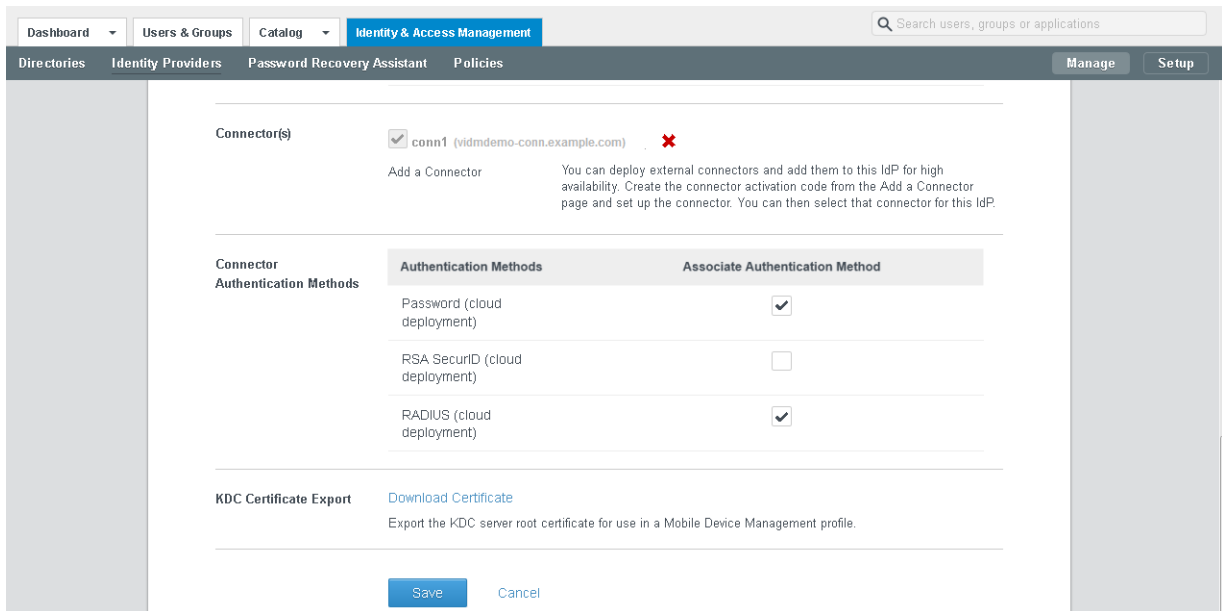 Dashboard Users & Groups Catalog Identity & Access Management Search users, groups or applications
Directories Identity Providers Password Recovery Assistant Policies Manage Setup
Connector(s) conn1 (vidmdemo-conn.example.com)
Add a Connector You can deploy external connectors and add them to this IdP for high
availability. Create the connector activation code from the Add a Connector
page and set up the connector. You can then select that connector for this IdP.
Connector Authentication Methods Associate Authentication Method
Authentication Methods
Password (cloud
deployment)
RSA SecurID (cloud
deployment)
RADIUS (cloud
deployment)
KDC Certificate Export Download Certificate
Export the KDC server root certificate for use in a Mobile Device Management profile.
Save Cancel